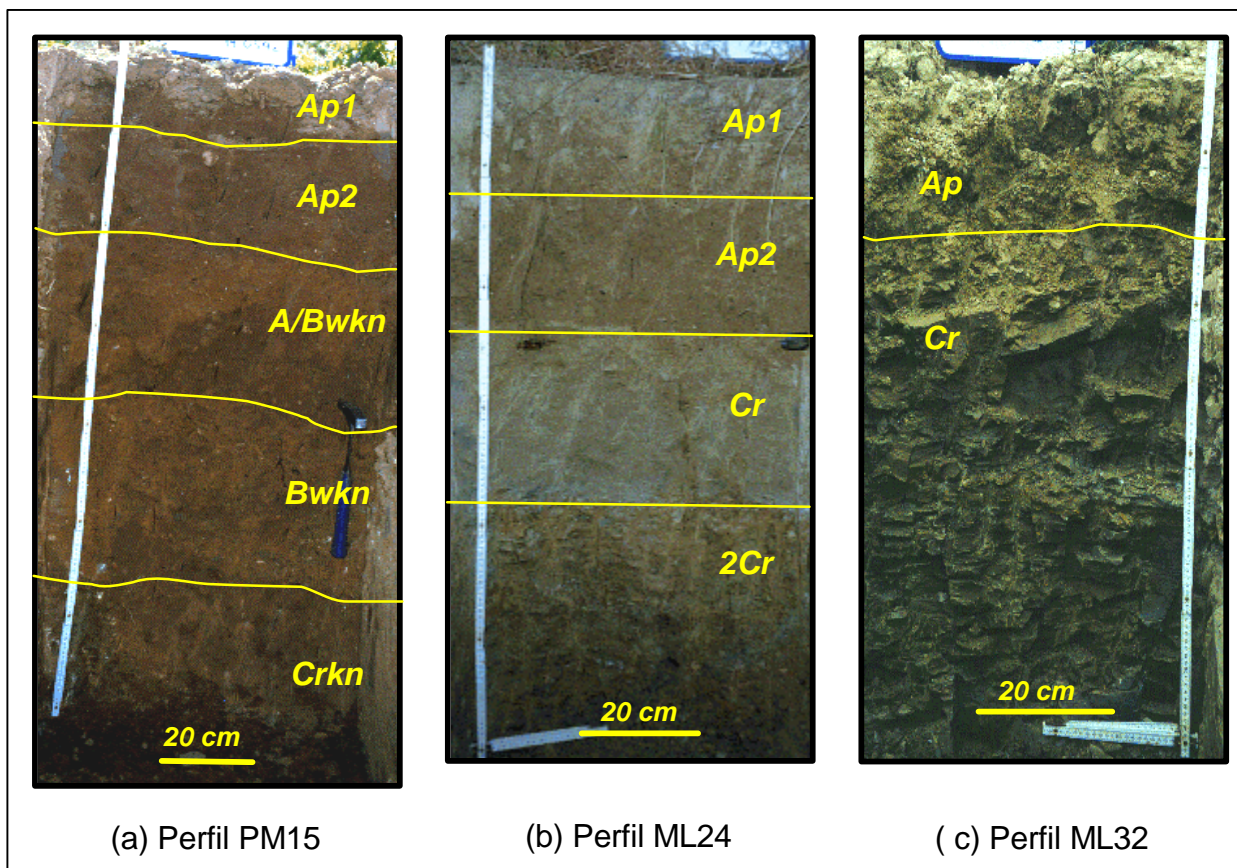 Ap1
Ap2
A/Bwkn
Bwkn
Crkn
20 cm
(a) Perfil PM15
Ap1
Ap2
Cr
2Cr
20 cm
(b) Perfil ML24
Ap
Cr
20 cm
( c) Perfil ML32